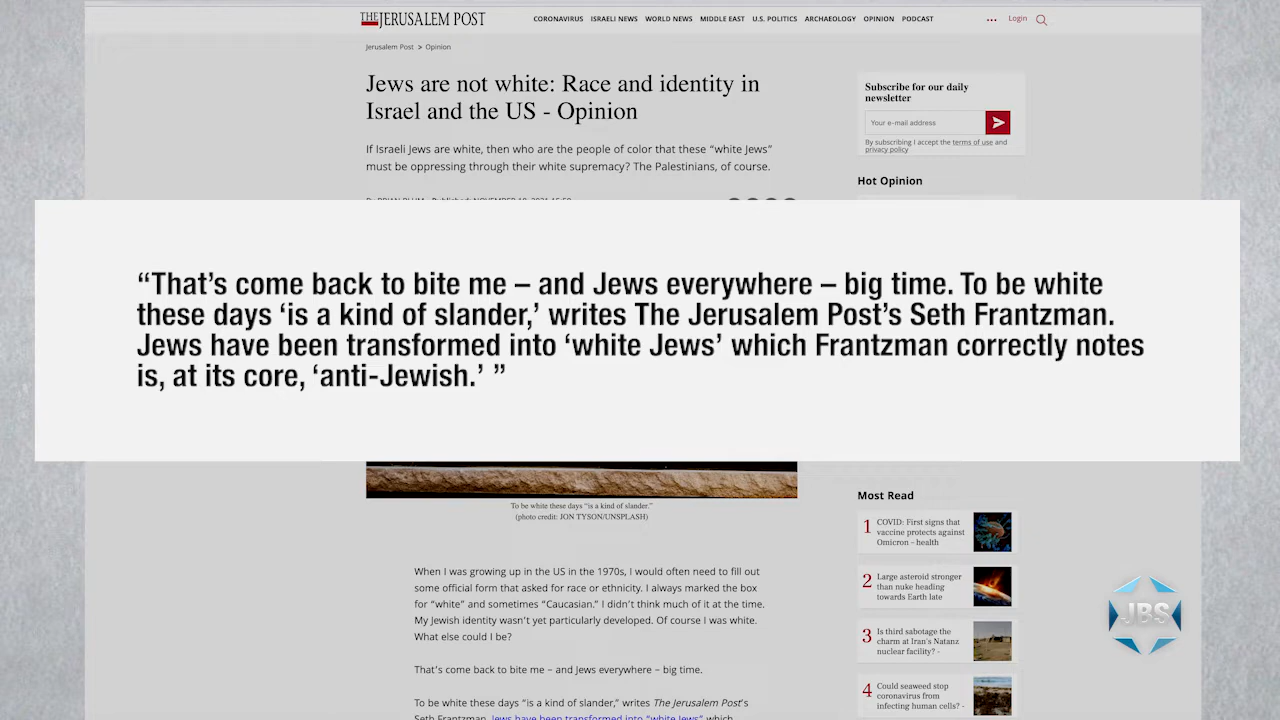 THE JERUSALEM POST
CORONAVIRUS ISRAELI NEWS WORLD NEWS MIDDLE EAST U.S. POLITICS ARCHAEOLOGY OPINION PODCAST ••• Login
Jerusalem Post > Opinion
Jews are not white: Race and identity in
Israel and the US - Opinion
If Israeli Jews are white, then who are the people of color that these “white Jews”
must be oppressing through their white supremacy? The Palestinians, of course.
Subscribe for our daily
newsletter
Your e-mail address
By subscribing I accept the terms of use and
privacy policy
Hot Opinion
“That’s come back to bite me – and Jews everywhere – big time. To be white
these days ‘is a kind of slander,’ writes The Jerusalem Post’s Seth Frantzman.
Jews have been transformed into ‘white Jews’ which Frantzman correctly notes
is, at its core, ‘anti-Jewish.’ ”
To be white these days “is a kind of slander.”
(photo credit: JON TYSON/UNSPLASH)
When I was growing up in the US in the 1970s, I would often need to fill out
some official form that asked for race or ethnicity. I always marked the box
for “white” and sometimes “Caucasian.” I didn’t think much of it at the time.
My Jewish identity wasn’t yet particularly developed. Of course I was white.
What else could I be?
That’s come back to bite me – and Jews everywhere – big time.
To be white these days “is a kind of slander,” writes The Jerusalem Post’s
Seth Frantzman. Jews have been transformed into “white Jews” which
Most Read
1 COVID: First signs that
vaccine protects against
Omicron - health
2 Large asteroid stronger
than nuke heading
towards Earth late
3 Is third sabotage the
charm at Iran's Natanz
nuclear facility? -
4 Could seaweed stop
coronavirus from
infecting human cells? -
JBS